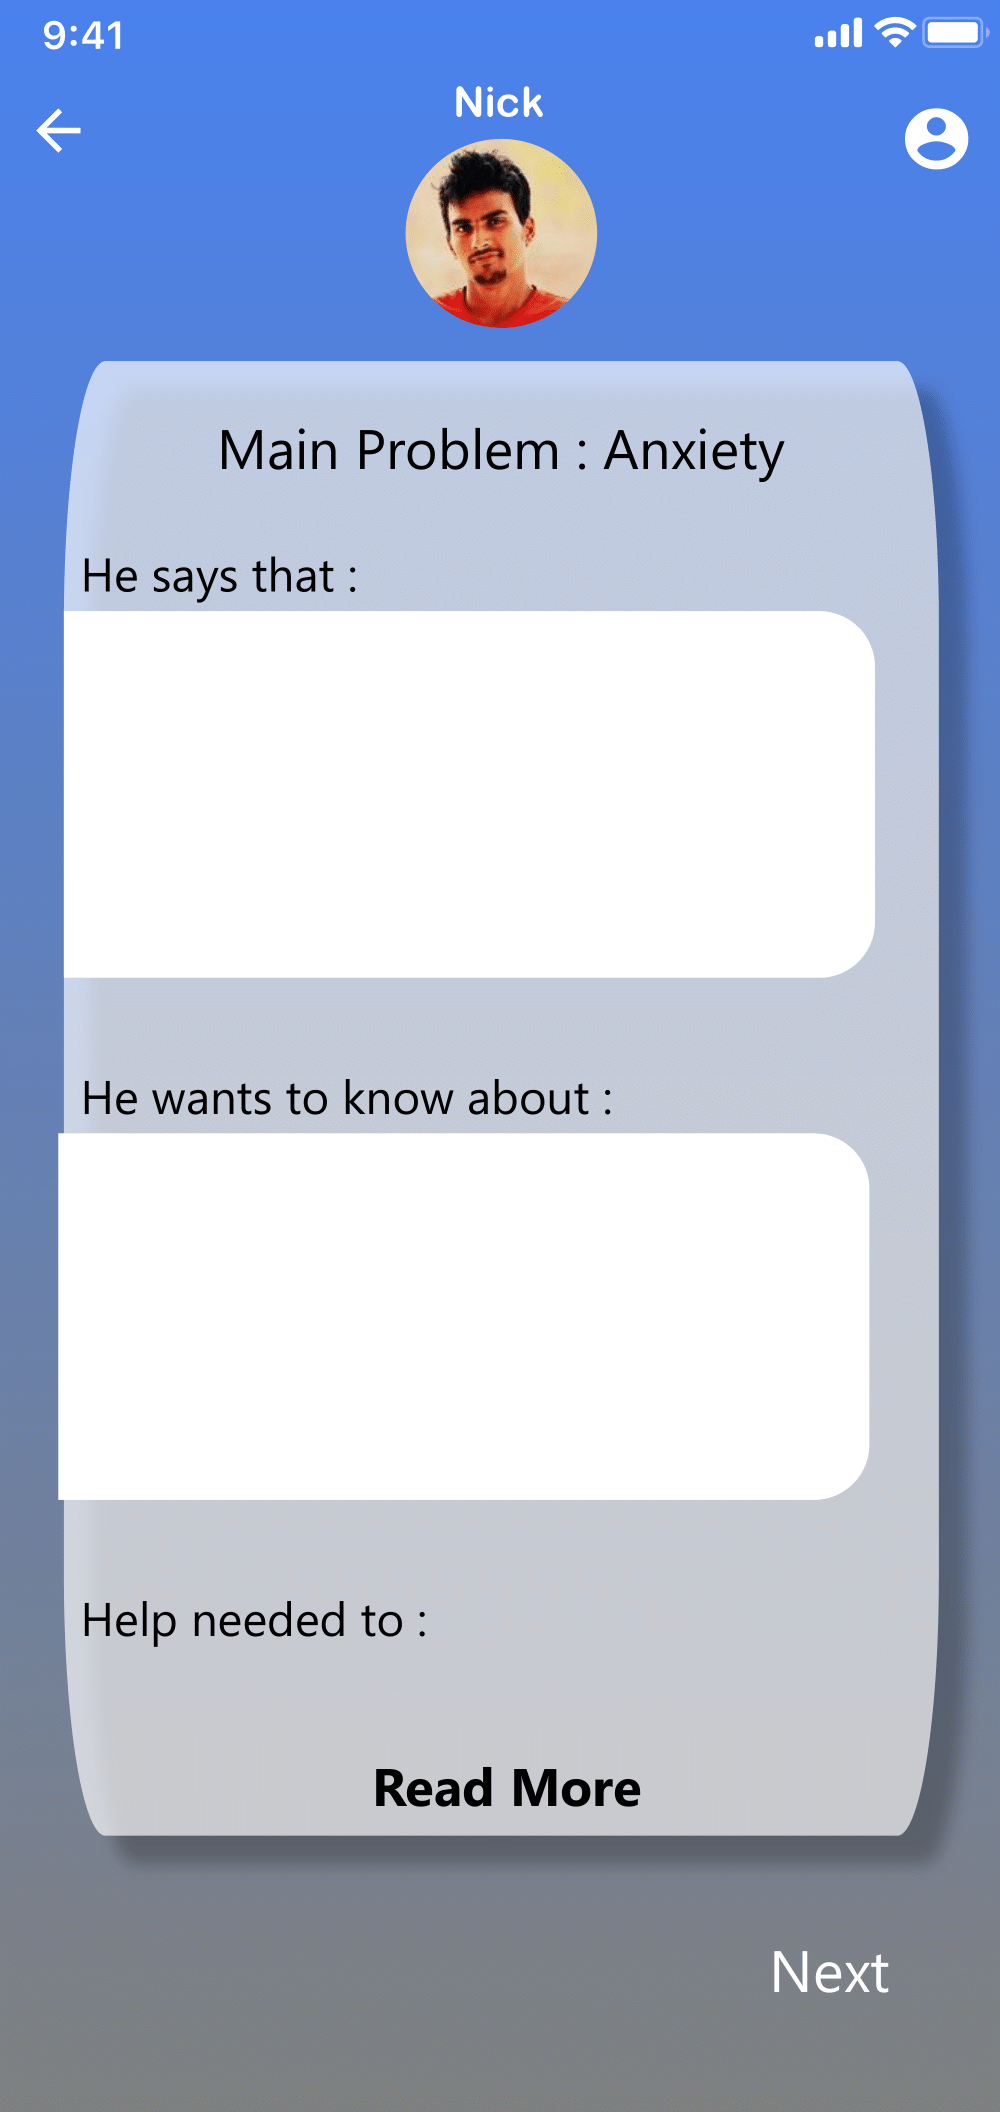 9:41
Nick
Main Problem : Anxiety
He says that :
He wants to know about :
Help needed to :
Read More
Next